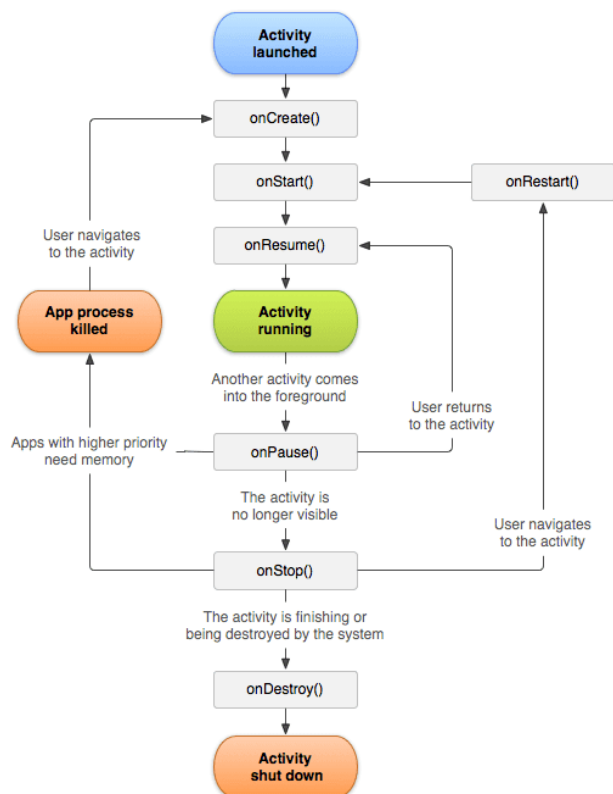 Activity
launched
onCreate()
onStart()
onRestart()
User navigates
to the activity
onResume()
App process
killed
Activity
running
Another activity comes
into the foreground
User returns
to the activity
Apps with higher priority
need memory
onPause()
The activity is
no longer visible
User navigates
to the activity
onStop()
The activity is finishing or
being destroyed by the system
onDestroy()
Activity
shut down